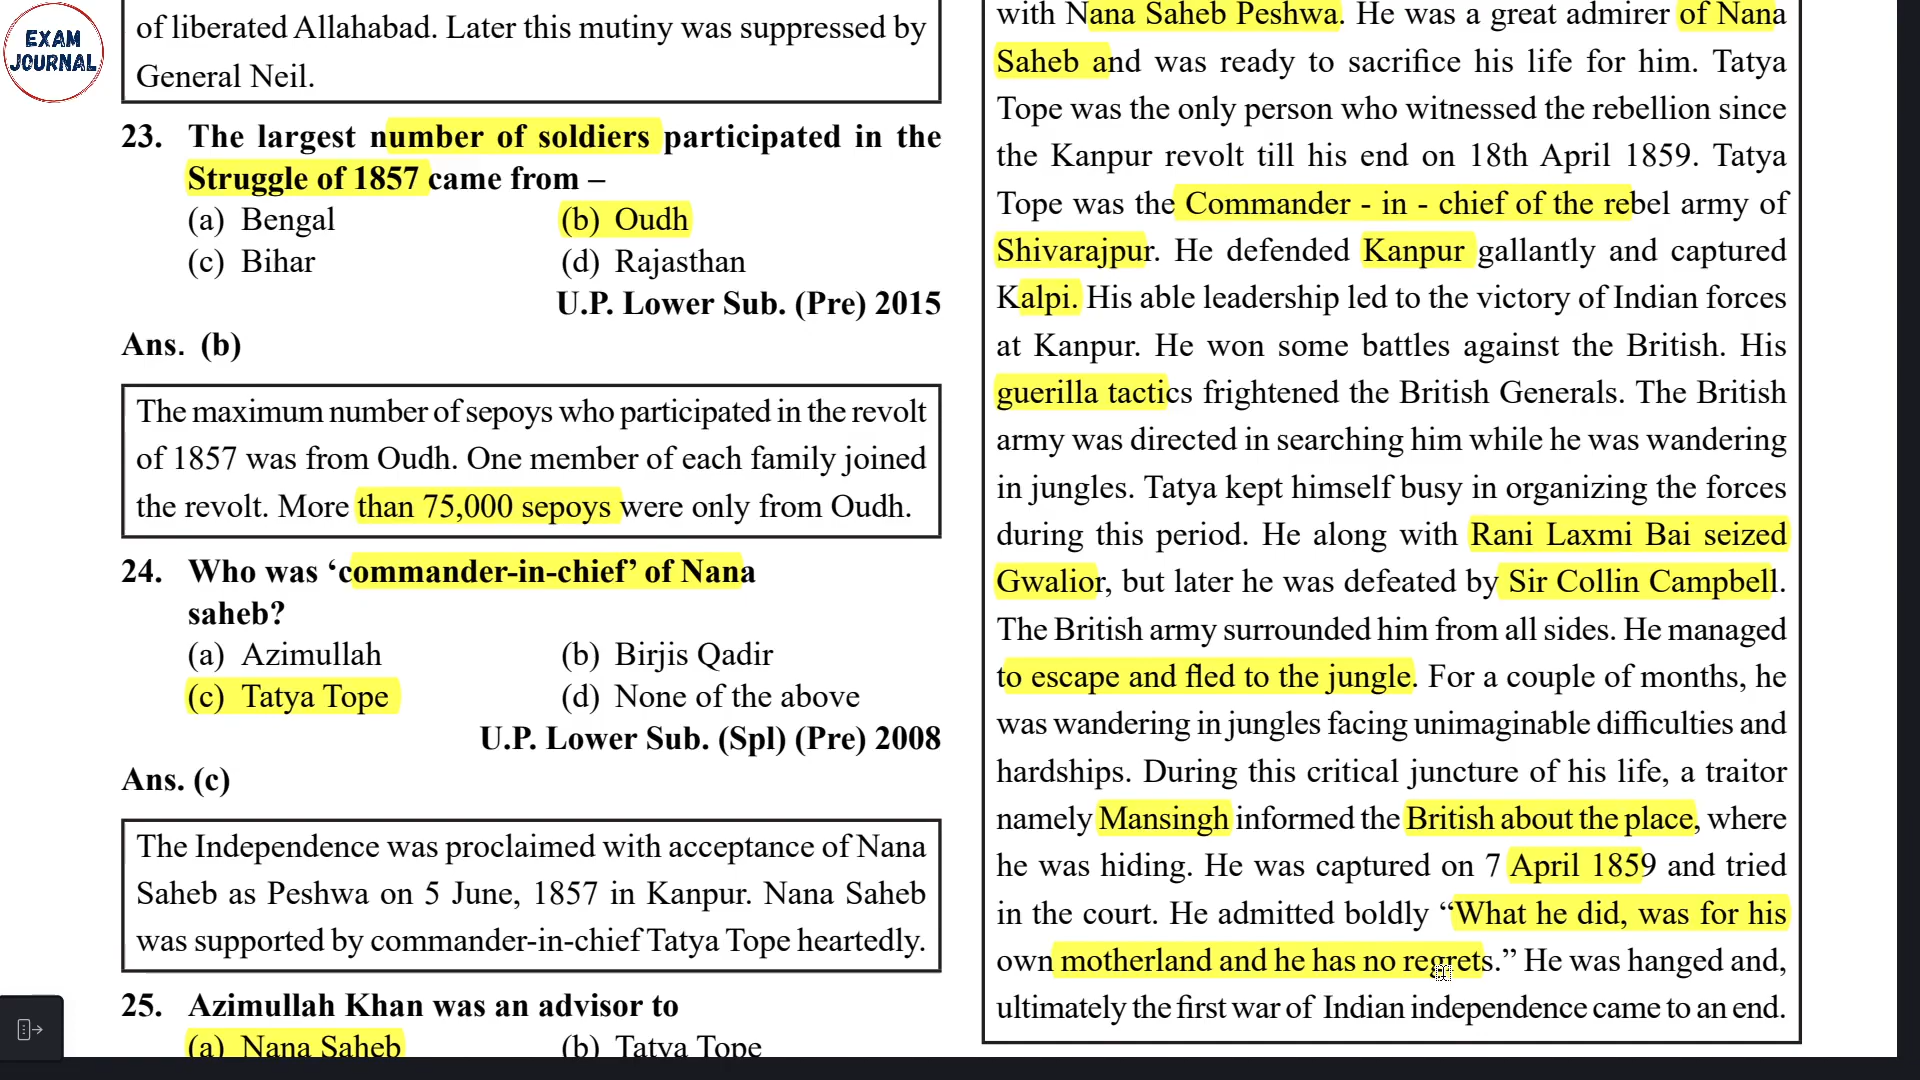 EXAM
JOURNAL
of liberated Allahabad. Later this mutiny was suppressed by
General Neil.
23. The largest number of soldiers participated in the
Struggle of 1857 came from –
(a) Bengal (b) Oudh
(c) Bihar (d) Rajasthan
U.P. Lower Sub. (Pre) 2015
Ans. (b)
The maximum number of sepoys who participated in the revolt
of 1857 was from Oudh. One member of each family joined
the revolt. More than 75,000 sepoys were only from Oudh.
24. Who was ‘commander-in-chief’ of Nana
saheb?
(a) Azimullah (b) Birjis Qadir
(c) Tatya Tope (d) None of the above
U.P. Lower Sub. (Spl) (Pre) 2008
Ans. (c)
The Independence was proclaimed with acceptance of Nana
Saheb as Peshwa on 5 June, 1857 in Kanpur. Nana Saheb
was supported by commander-in-chief Tatya Tope heartedly.
25. Azimullah Khan was an advisor to
(a) Nana Saheb (b) Tatya Tope
with Nana Saheb Peshwa. He was a great admirer of Nana
Saheb and was ready to sacrifice his life for him. Tatya
Tope was the only person who witnessed the rebellion since
the Kanpur revolt till his end on 18th April 1859. Tatya
Tope was the Commander - in - chief of the rebel army of
Shivarajpur. He defended Kanpur gallantly and captured
Kalpi. His able leadership led to the victory of Indian forces
at Kanpur. He won some battles against the British. His
guerilla tactics frightened the British Generals. The British
army was directed in searching him while he was wandering
in jungles. Tatya kept himself busy in organizing the forces
during this period. He along with Rani Laxmi Bai seized
Gwalior, but later he was defeated by Sir Collin Campbell.
The British army surrounded him from all sides. He managed
to escape and fled to the jungle. For a couple of months, he
was wandering in jungles facing unimaginable difficulties and
hardships. During this critical juncture of his life, a traitor
namely Mansingh informed the British about the place, where
he was hiding. He was captured on 7 April 1859 and tried
in the court. He admitted boldly “What he did, was for his
own motherland and he has no regrets.” He was hanged and,
ultimately the first war of Indian independence came to an end.